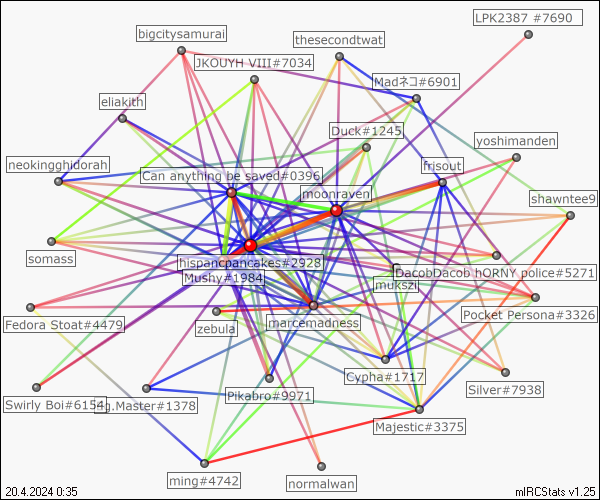 LPK2387 #7690
bigcitysamurai
thesecondtwat
JKOUYH VIII#7034
Madネコ#6901
eliakith
Duck#1245
yoshimanden
neokingghidorah
Can anything be saved#0396
frisout
moonraven
shawntee9
somass
hispancpancakes#2928
DacobDacob hORNY police#5271
Mushy#1984
mukszi
Pocket Persona#3326
Fedora Stoat#4479
zebula
marcemadness
Cypha#1717
Silver#7938
Swirly Boi#6154
g.Master#1378
Pikabro#9971
Majestic#3375
ming#4742
normalwan
20.4.2024 0:35
mIRCStats v1.25